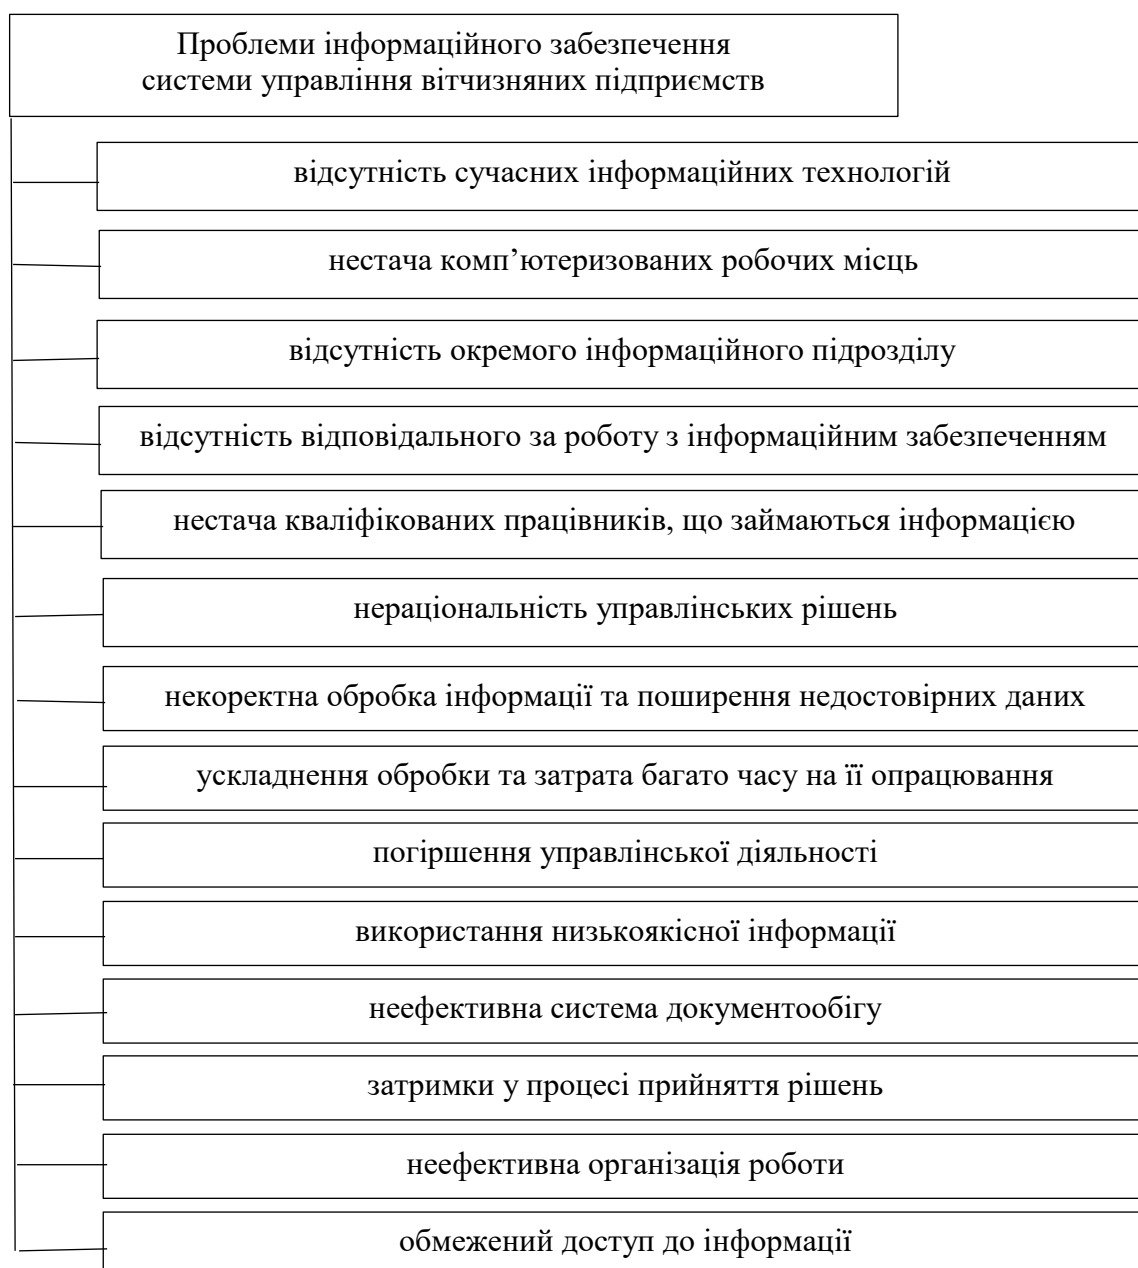 Проблеми інформаційного забезпечення
системи управління вітчизняних підприємств
відсутність сучасних інформаційних технологій
нестача комп’ютеризованих робочих місць
відсутність окремого інформаційного підрозділу
відсутність відповідального за роботу з інформаційним забезпеченням
нестача кваліфікованих працівників, що займаються інформацією
нераціональність управлінських рішень
некоректна обробка інформації та поширення недостовірних даних
ускладнення обробки та затрата багато часу на її опрацювання
погіршення управлінської діяльності
використання низькоякісної інформації
неефективна система документообігу
затримки у процесі прийняття рішень
неефективна організація роботи
обмежений доступ до інформації